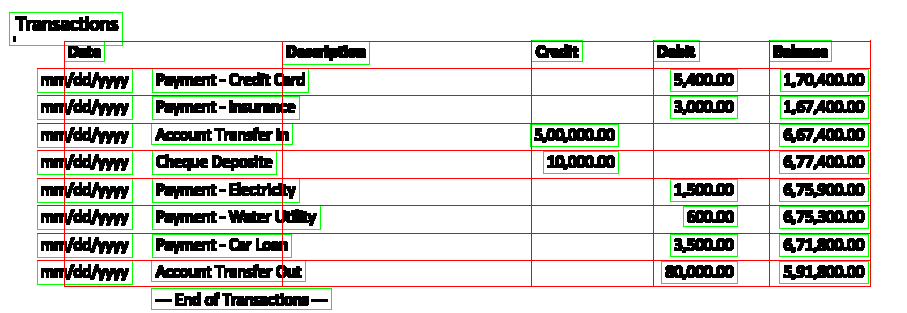 Transactions
Date Description Credit Debit Balance
mm/dd/yyyy Payment - Credit Card 5,400.00 1,70,400.00
mm/dd/yyyy Payment - Insurance 3,000.00 1,67,400.00
mm/dd/yyyy Account Transfer In 5,00,000.00 6,67,400.00
mm/dd/yyyy Cheque Deposite 10,000.00 6,77,400.00
mm/dd/yyyy Payment - Electricity 1,500.00 6,75,900.00
mm/dd/yyyy Payment - Water Utility 600.00 6,75,300.00
mm/dd/yyyy Payment - Car Loan 3,500.00 6,71,800.00
mm/dd/yyyy Account Transfer Out 80,000.00 5,91,800.00
--- End of Transactions ---